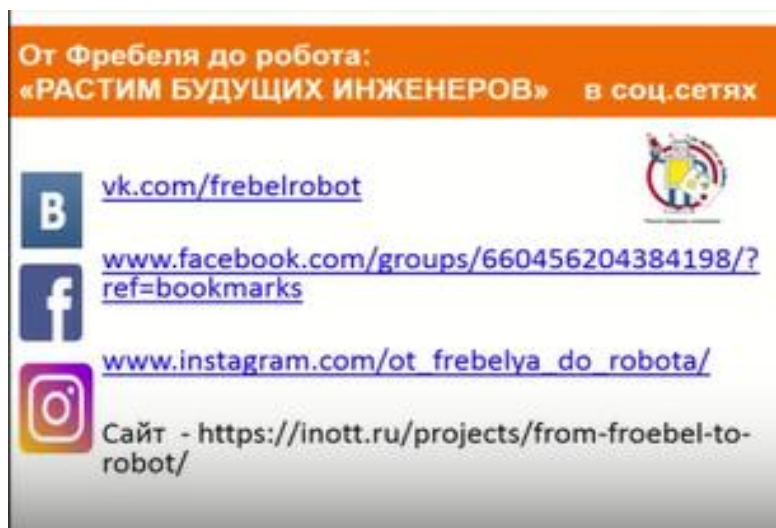 От Фребеля до робота:
«РАСТИМ БУДУЩИХ ИНЖЕНЕРОВ» в соц.сетях
vk.com/frebelrobot
www.facebook.com/groups/660456204384198/?
ref=bookmarks
www.instagram.com/ot_frebelya_do_robota/
Сайт - https://inott.ru/projects/from-froebel-to-
robot/